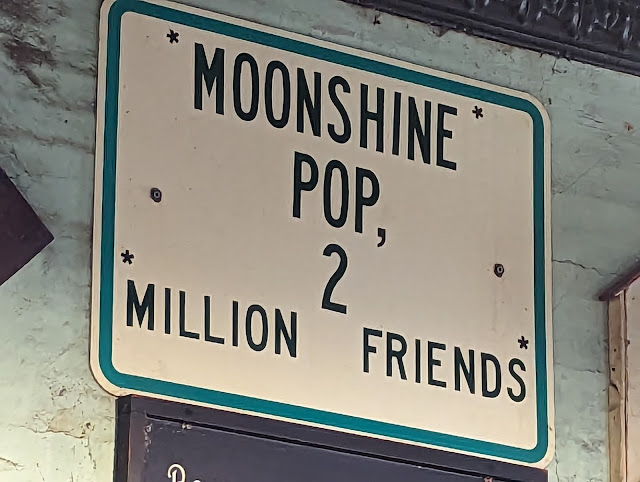 * MOONSHINE *
POP,
2
* MILLION FRIENDS *